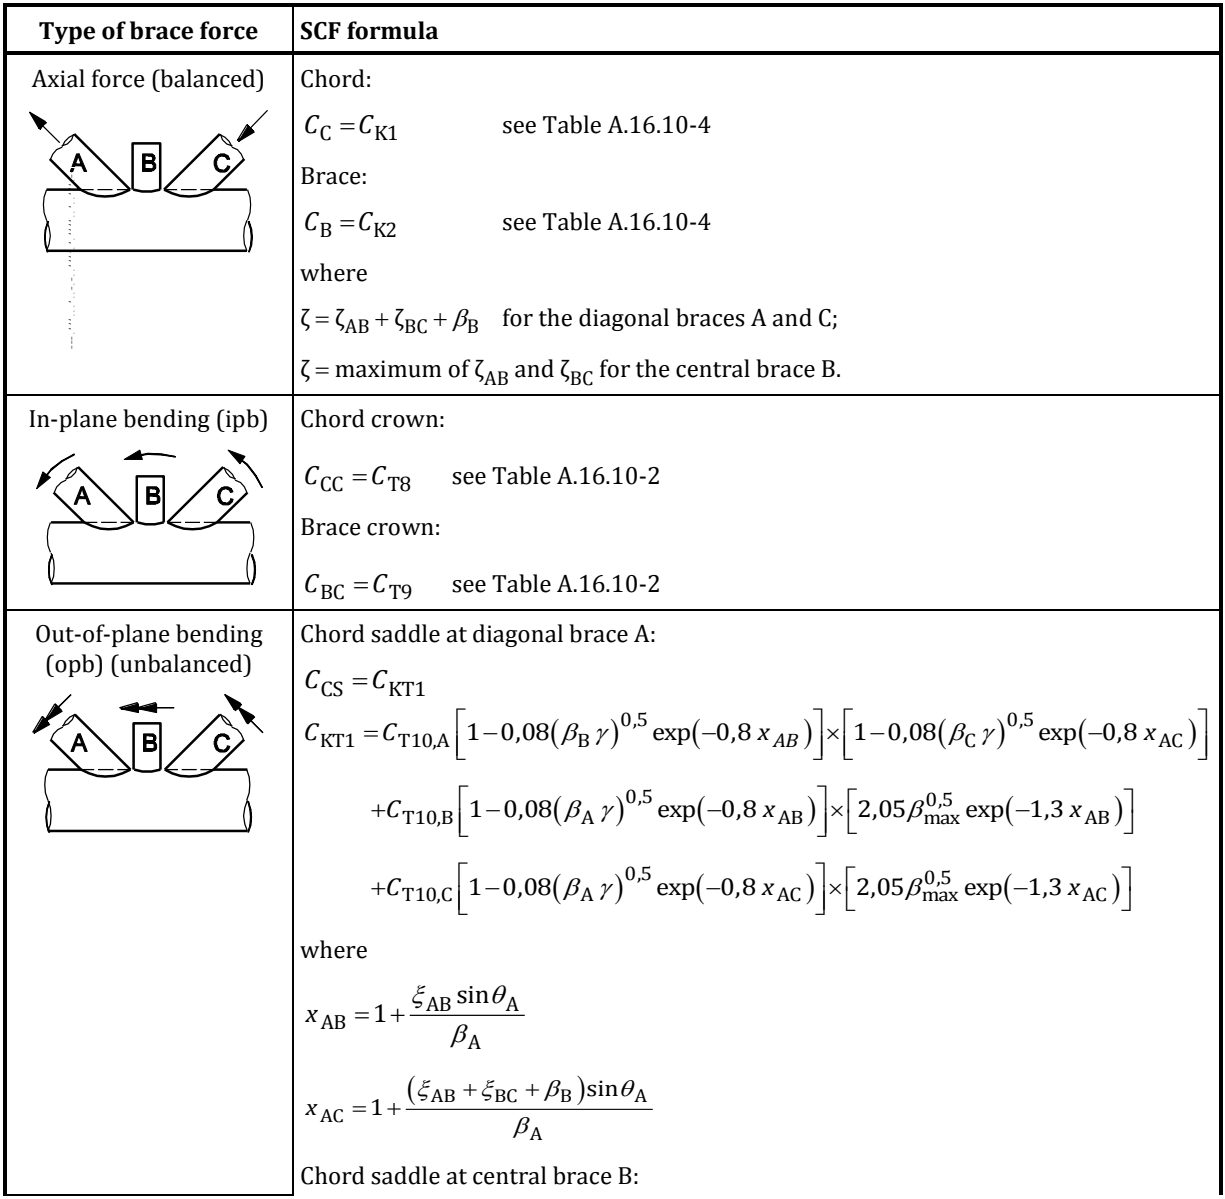 Type of brace force
SCF formula
Axial force (balanced)
A B C
Chord:
C_C = C_K1 see Table A.16.10-4
Brace:
C_B = C_K2 see Table A.16.10-4
where
ζ = ζ_AB + ζ_BC + β_B for the diagonal braces A and C;
ζ = maximum of ζ_AB and ζ_BC for the central brace B.
In-plane bending (ipb)
A B C
Chord crown:
C_CC = C_T8 see Table A.16.10-2
Brace crown:
C_BC = C_T9 see Table A.16.10-2
Out-of-plane bending
(opb) (unbalanced)
A B C
Chord saddle at diagonal brace A:
C_CS = C_KT1
C_KT1 = C_T10,A [1−0,08(β_B γ)^0,5 exp(−0,8 x_AB)] × [1−0,08(β_C γ)^0,5 exp(−0,8 x_AC)]
+C_T10,B [1−0,08(β_A γ)^0,5 exp(−0,8 x_AB)] × [2,05β_max^0,5 exp(−1,3 x_AB)]
+C_T10,C [1−0,08(β_A γ)^0,5 exp(−0,8 x_AC)] × [2,05β_max^0,5 exp(−1,3 x_AC)]
where
x_AB = 1+ ξ_AB sinθ_A / β_A
x_AC = 1+ (ξ_AB + ξ_BC + β_B)sinθ_A / β_A
Chord saddle at central brace B: